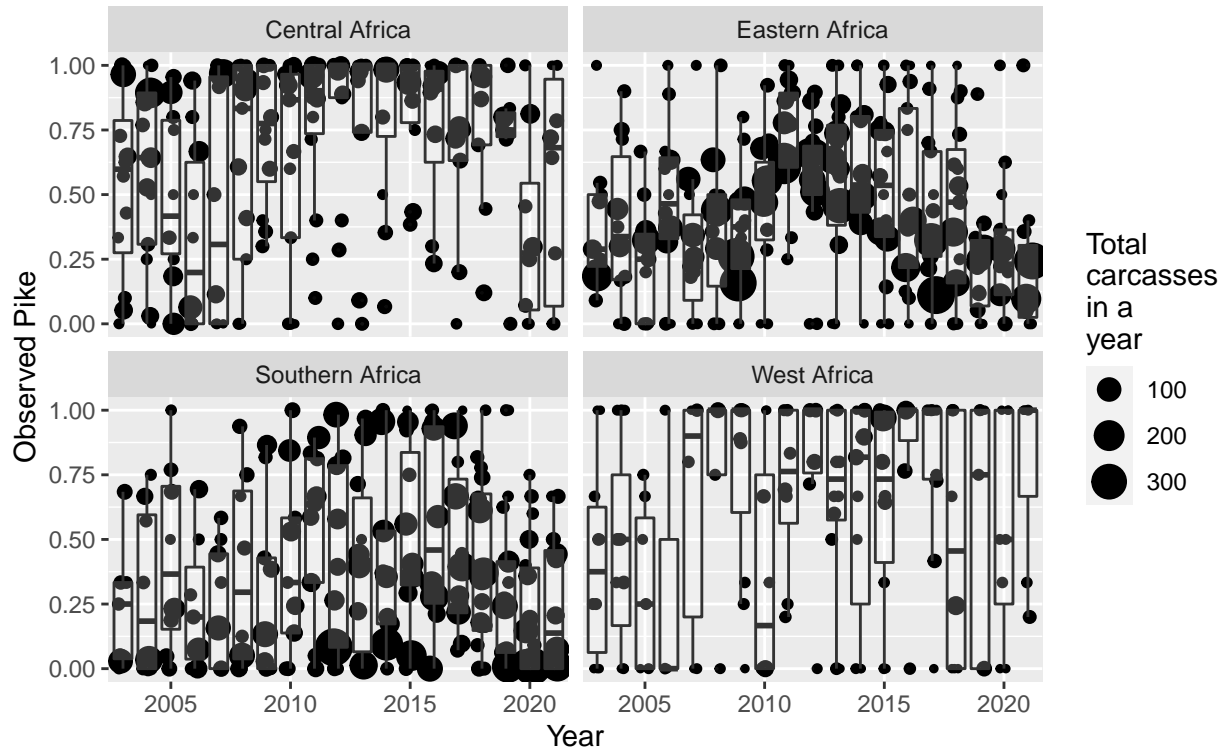 Central Africa
Eastern Africa
1.00
0.75
0.50
0.25
0.00
Southern Africa
West Africa
1.00
0.75
0.50
0.25
0.00
2005
2010
2015
2020
2005
2010
2015
2020
Year
Observed Pike
Total
carcasses
in a
year
100
200
300